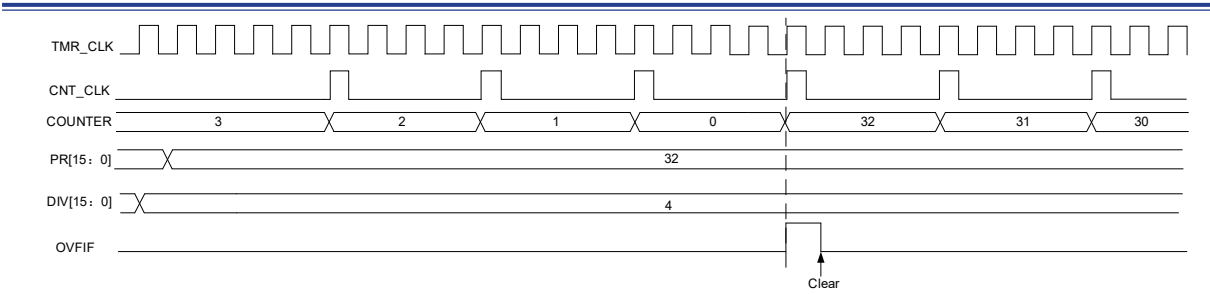 TMR_CLK
CNT_CLK
COUNTER 3 2 1 0 32 31 30
PR[15：0] 32
DIV[15：0] 4
OVFIF
Clear